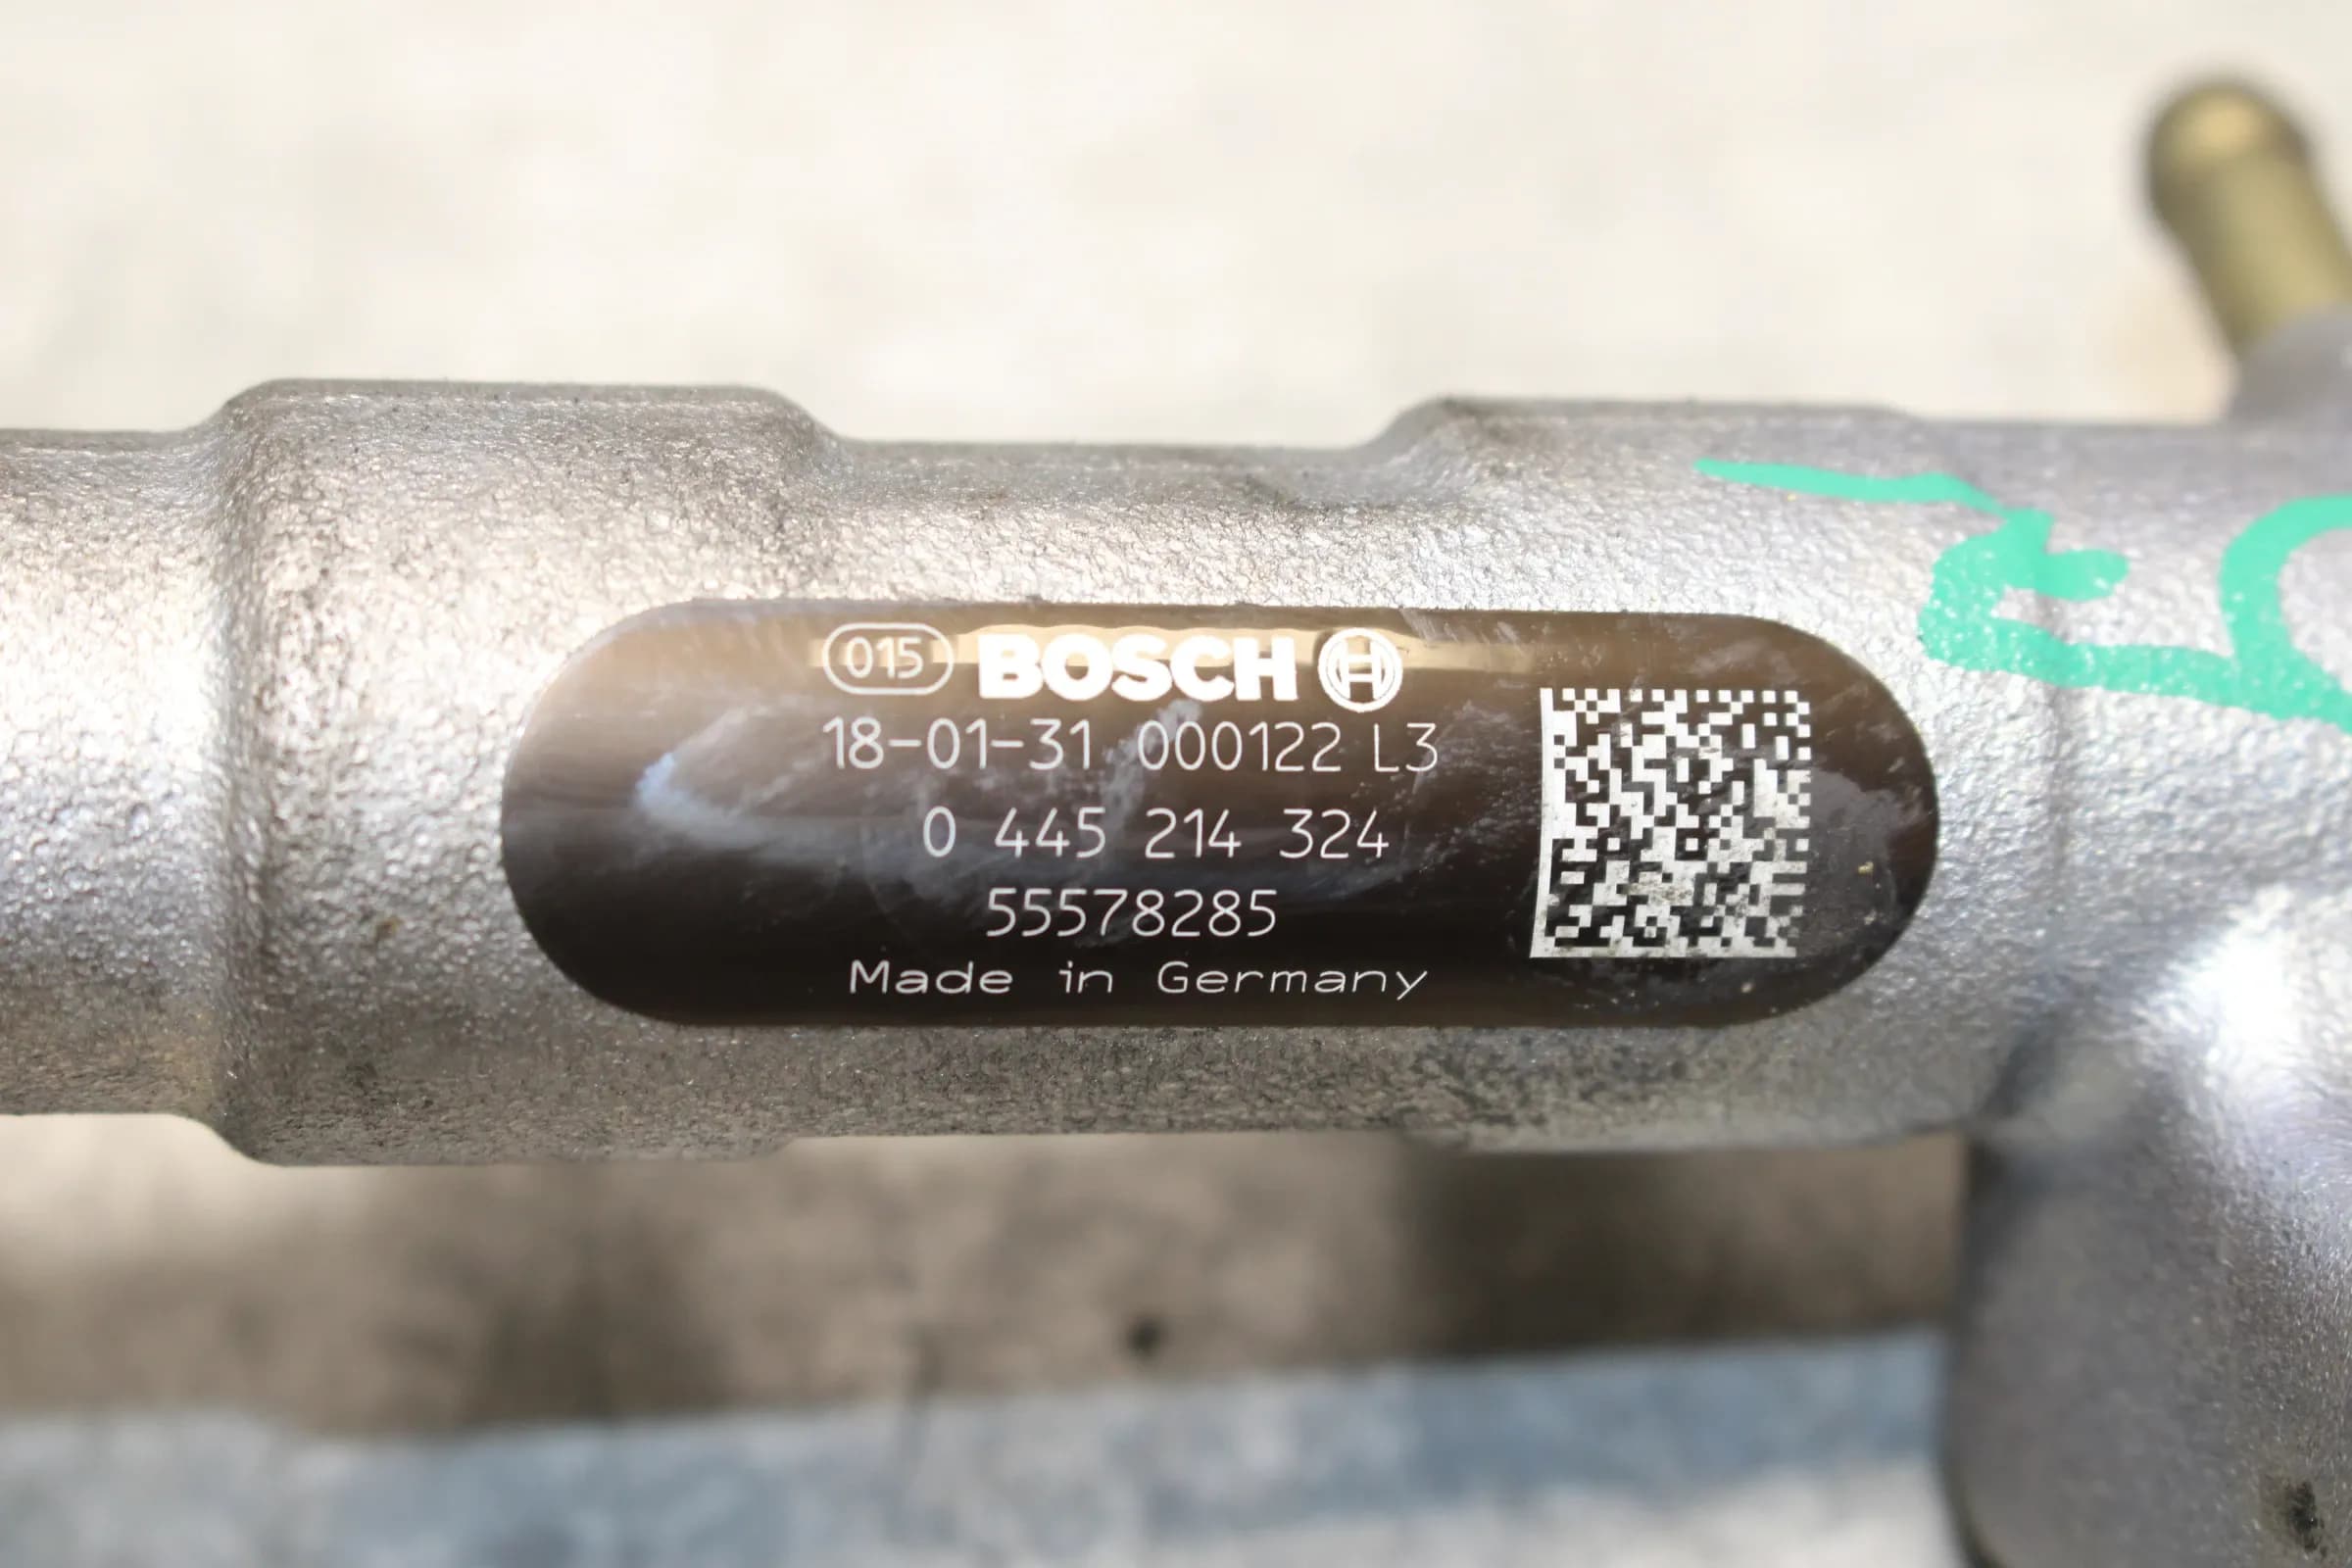 015 BOSCH
18-01-31 000122 L3
0 445 214 324
55578285
Made in Germany